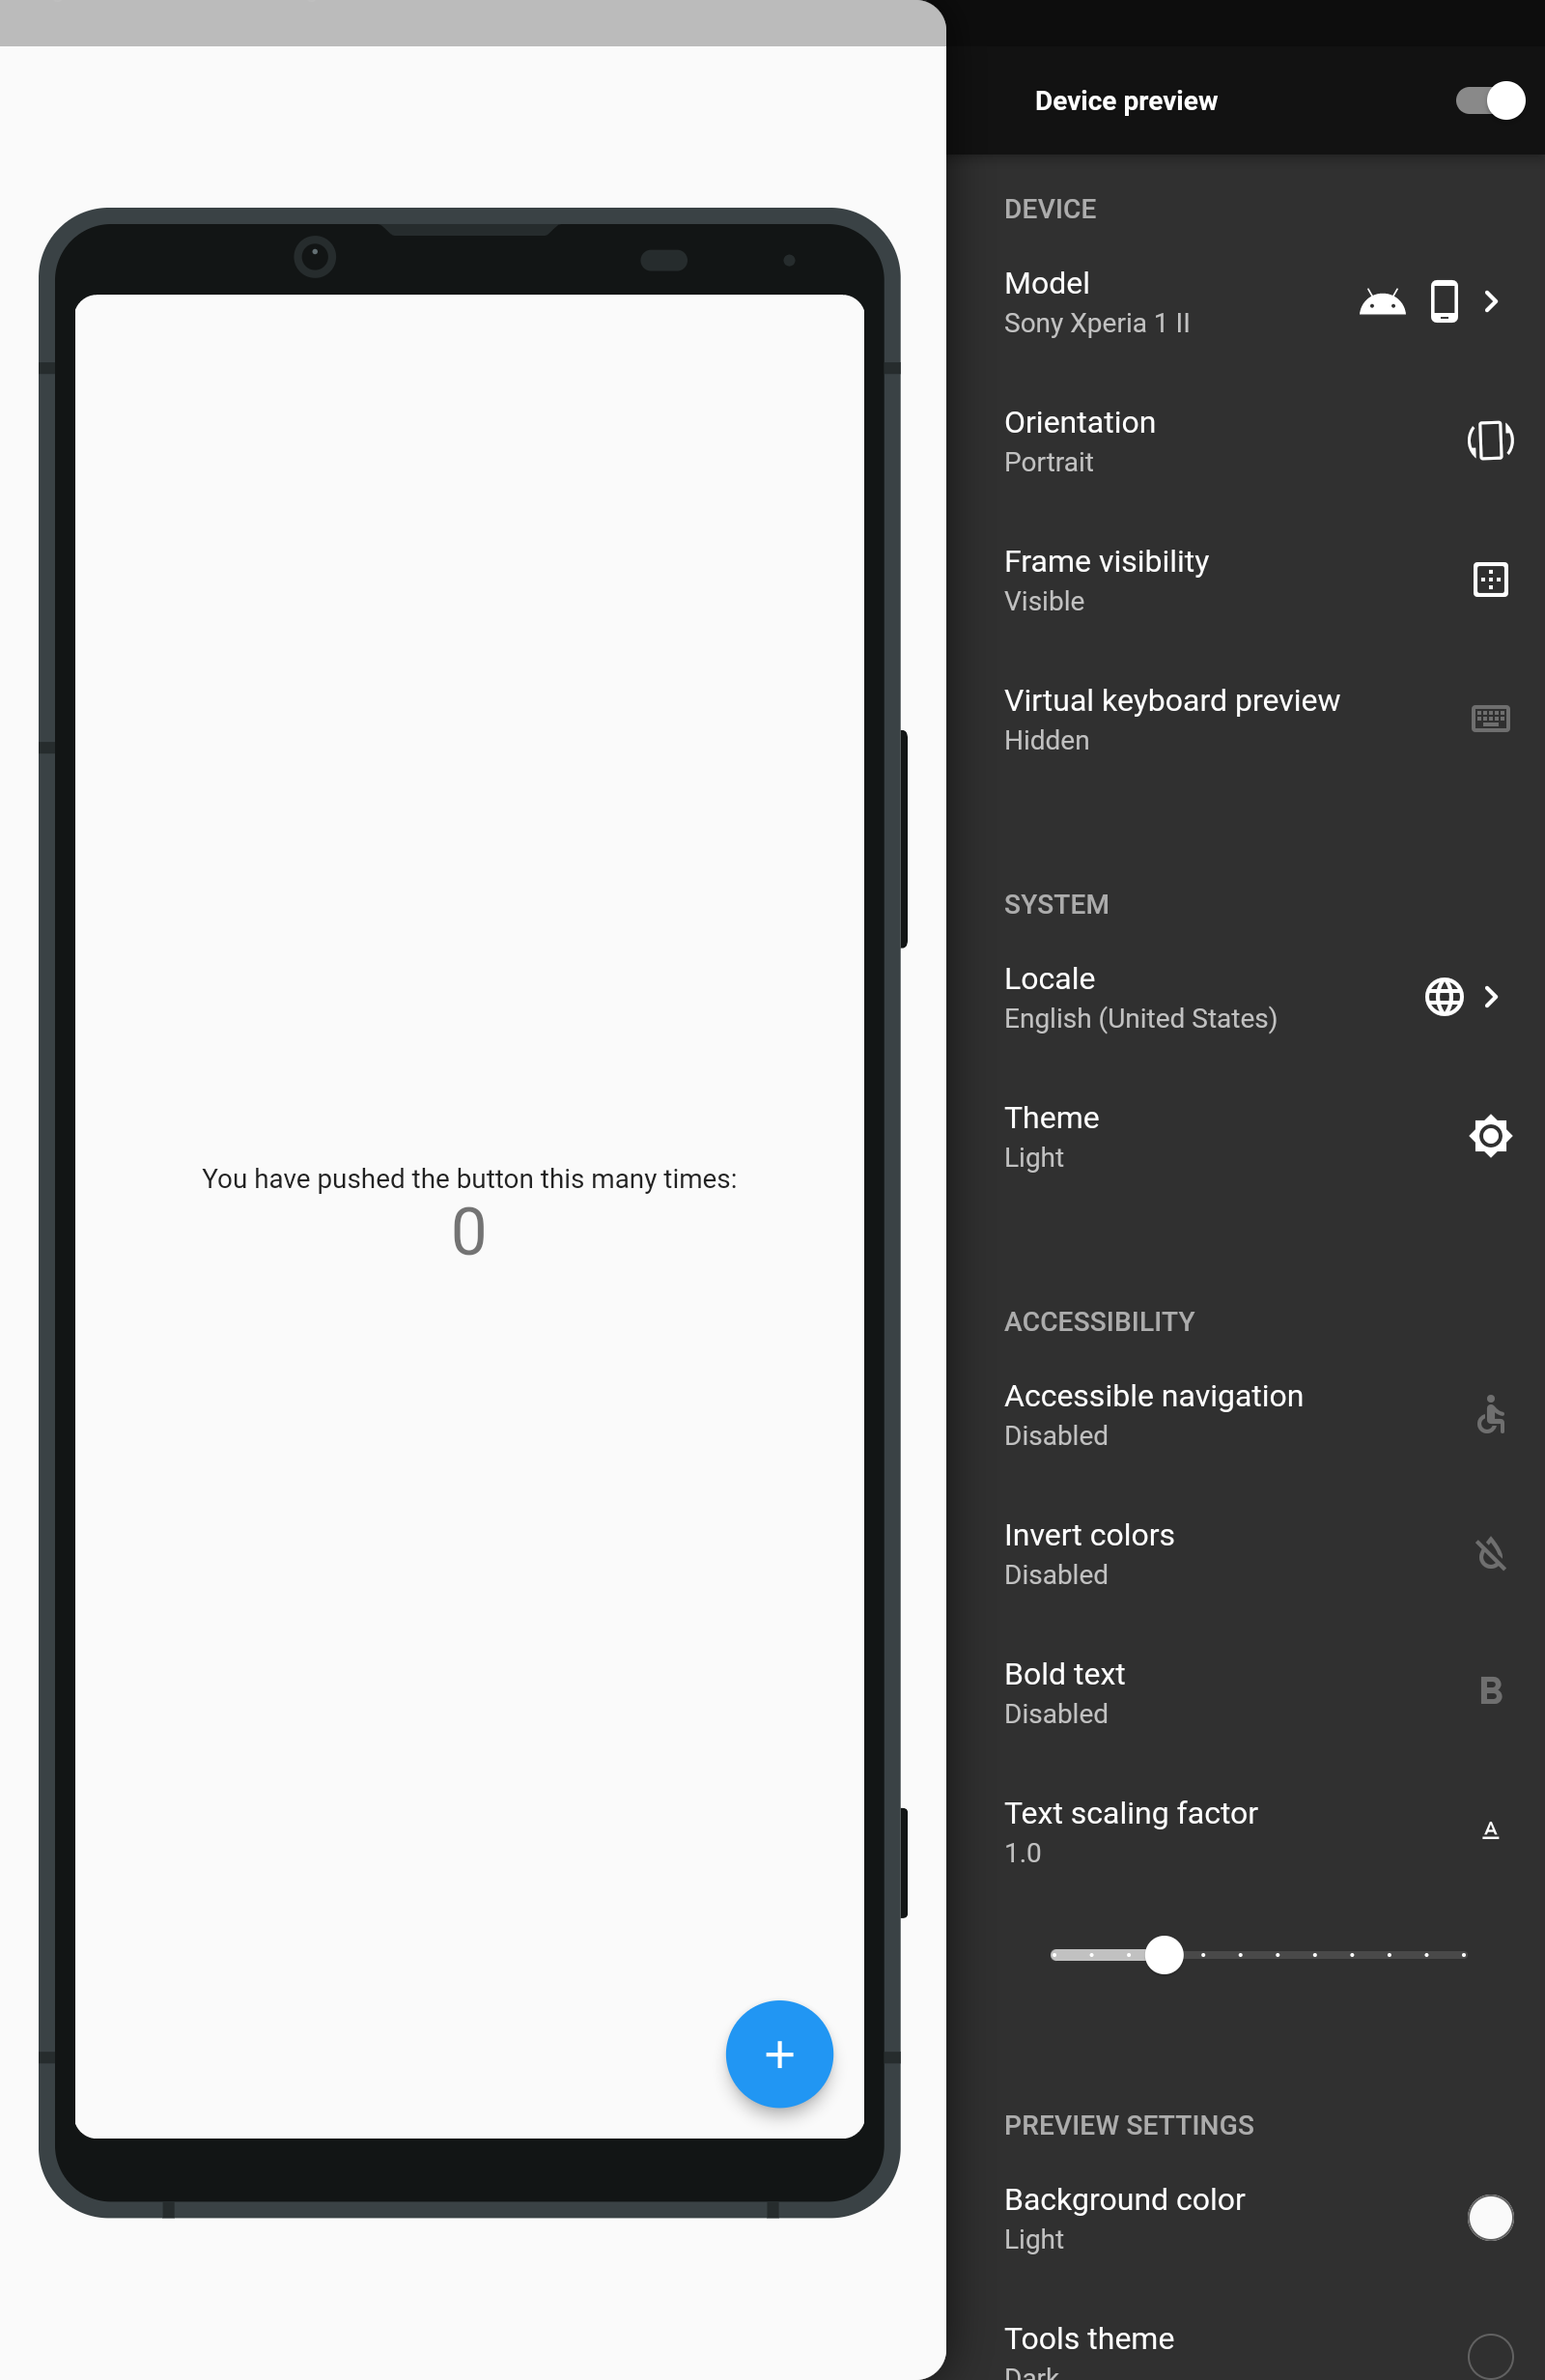 Device preview
DEVICE
Model
Sony Xperia 1 II
Orientation
Portrait
Frame visibility
Visible
Virtual keyboard preview
Hidden
SYSTEM
Locale
English (United States)
Theme
Light
You have pushed the button this many times:
0
ACCESSIBILITY
Accessible navigation
Disabled
Invert colors
Disabled
Bold text
Disabled
B
Text scaling factor
1.0
A
PREVIEW SETTINGS
Background color
Light
Tools theme
Dark